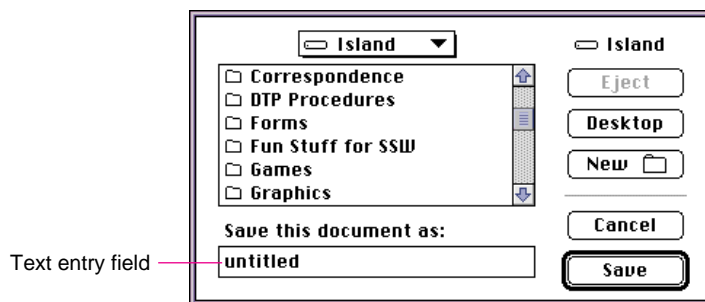 Island
Island
Correspondence
DTP Procedures
Forms
Fun Stuff for SSW
Games
Graphics
Eject
Desktop
New
Save this document as:
untitled
Cancel
Save
Text entry field